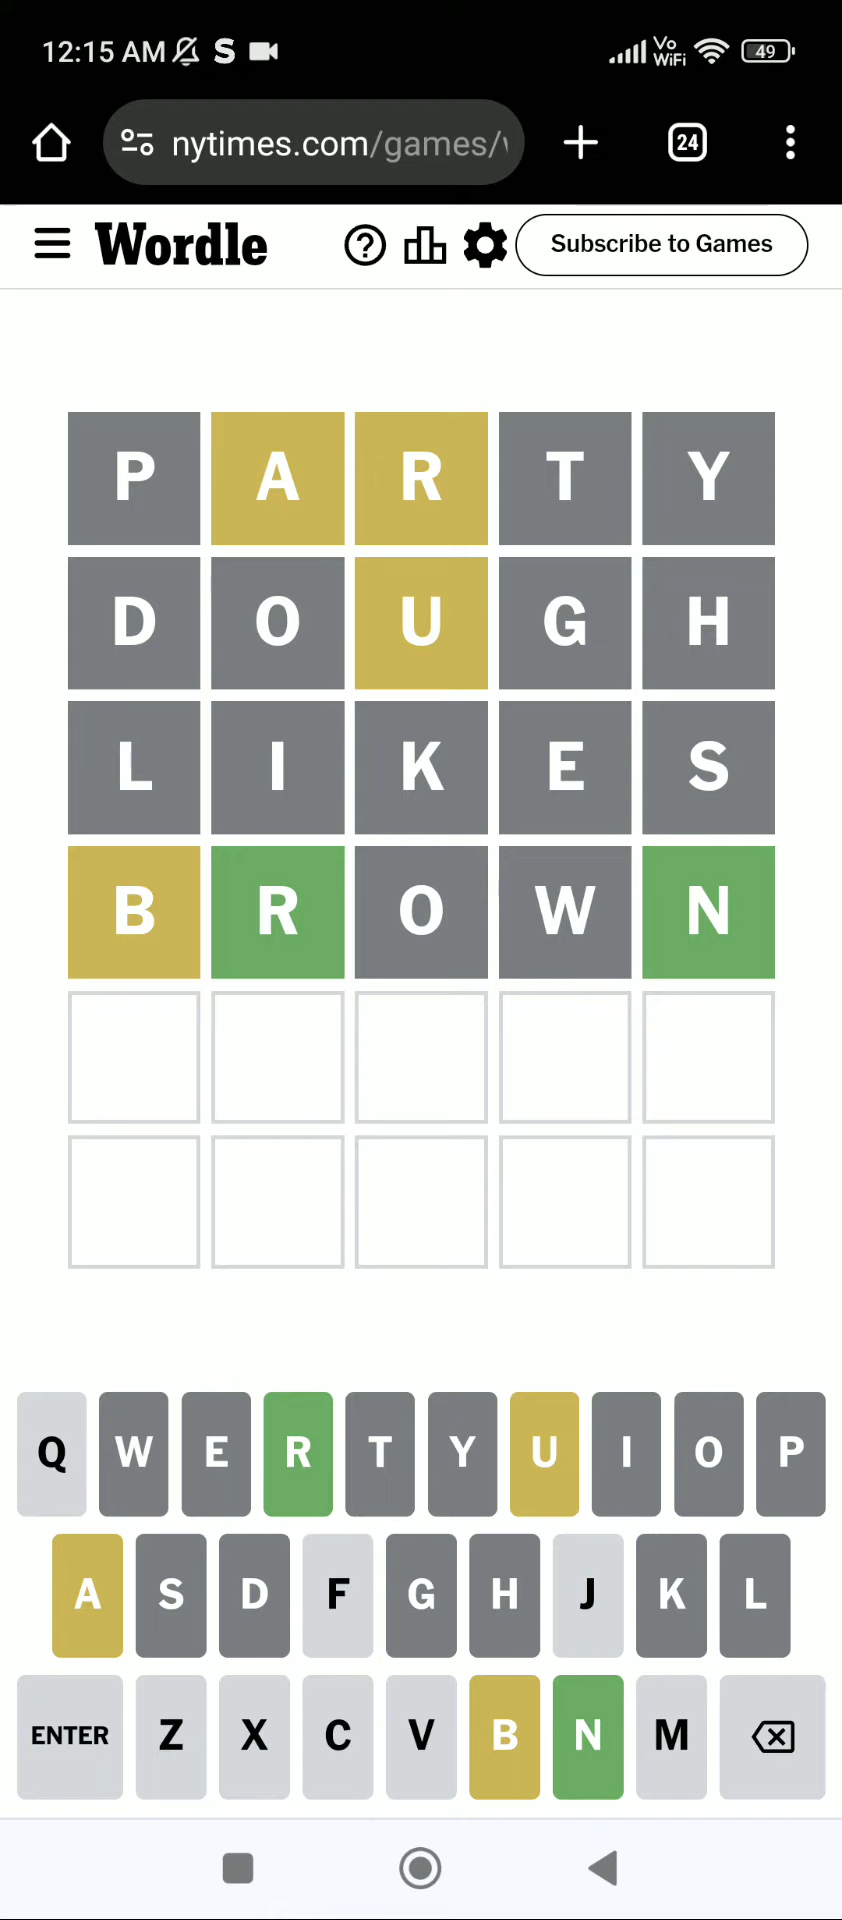 12:15 AM S Vo WiFi 49
nytimes.com/games/ 24
Wordle ? Subscribe to Games
P A R T Y
D O U G H
L I K E S
B R O W N
Q W E R T Y U I O P
A S D F G H J K L
ENTER Z X C V B N M